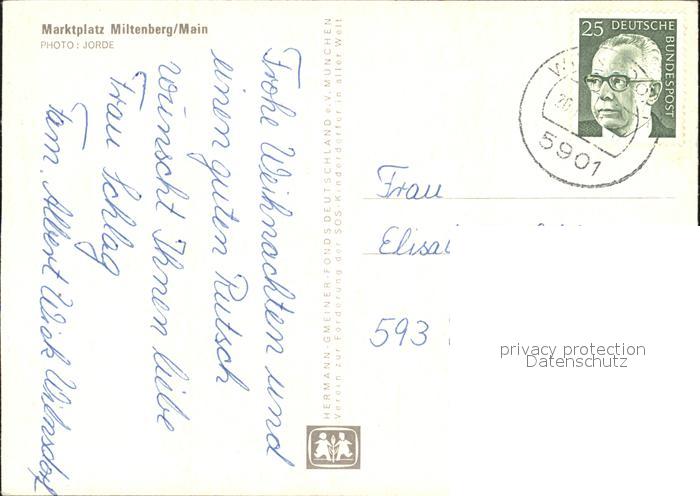 Marktplatz Miltenberg/Main
PHOTO: JORDE
Frohe Weihnachten und
einen guten Rutsch
wünscht Ihnen liebe
Frau Schlag
Fam. Albert
HERMANN-GMEINER-FONDS DEUTSCHLAND e.V. MÜNCHEN
Verein zur Förderung der SOS-Kinderdörfer in aller Welt
25 DEUTSCHE
BUNDESPOST
5901
Frau
593
privacy protection
Datenschutz